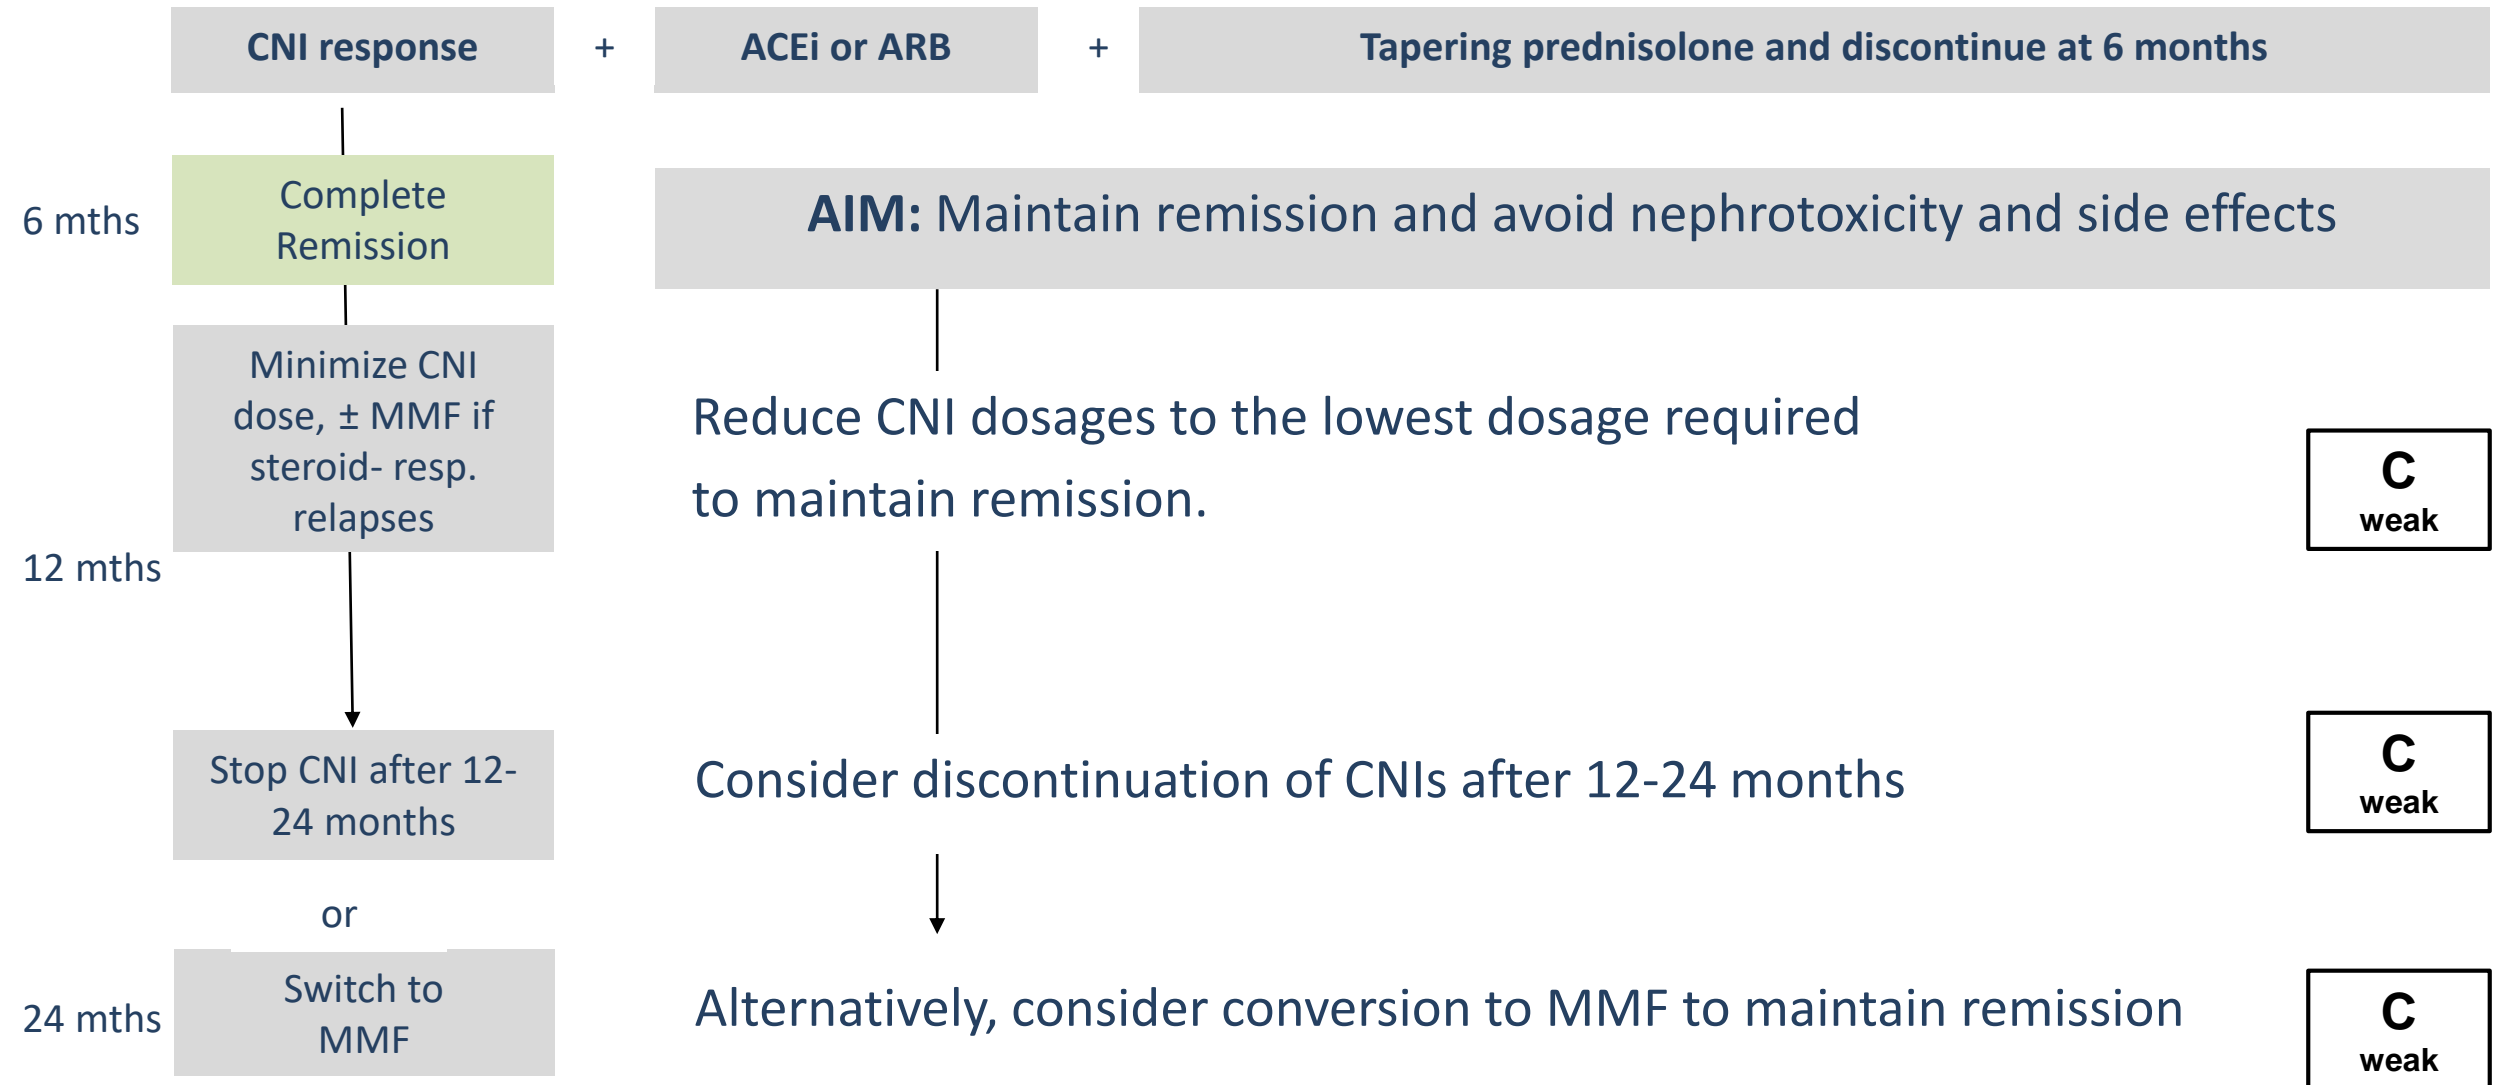 CNI response + ACEi or ARB + Tapering prednisolone and discontinue at 6 months
6 mths
Complete
Remission
AIM: Maintain remission and avoid nephrotoxicity and side effects
Minimize CNI
dose, ± MMF if
steroid- resp.
relapses
Reduce CNI dosages to the lowest dosage required
to maintain remission.
C
weak
12 mths
Stop CNI after 12-
24 months
Consider discontinuation of CNIs after 12-24 months
C
weak
or
24 mths
Switch to
MMF
Alternatively, consider conversion to MMF to maintain remission
C
weak